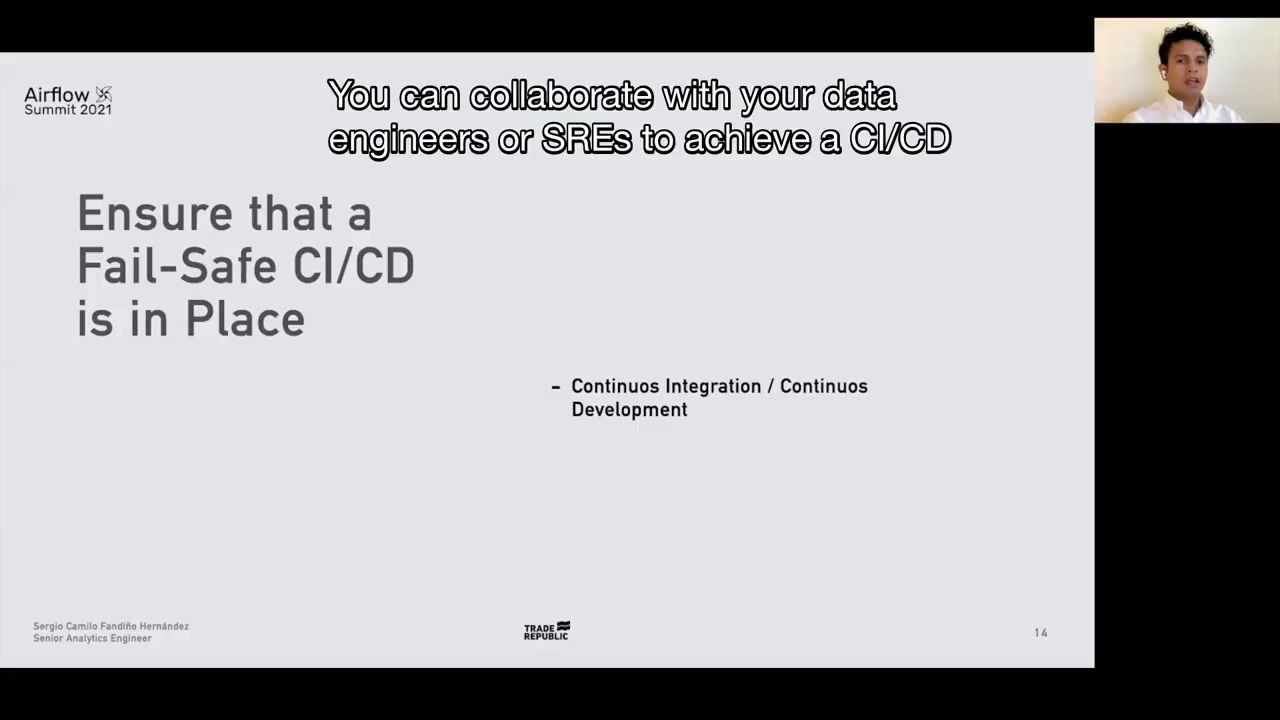 Airflow
Summit 2021
You can collaborate with your data
engineers or SREs to achieve a CI/CD
Ensure that a
Fail-Safe CI/CD
is in Place
- Continuos Integration / Continuos
Development
Sergio Camilo Fandiño Hernández
Senior Analytics Engineer
TRADE
REPUBLIC
14